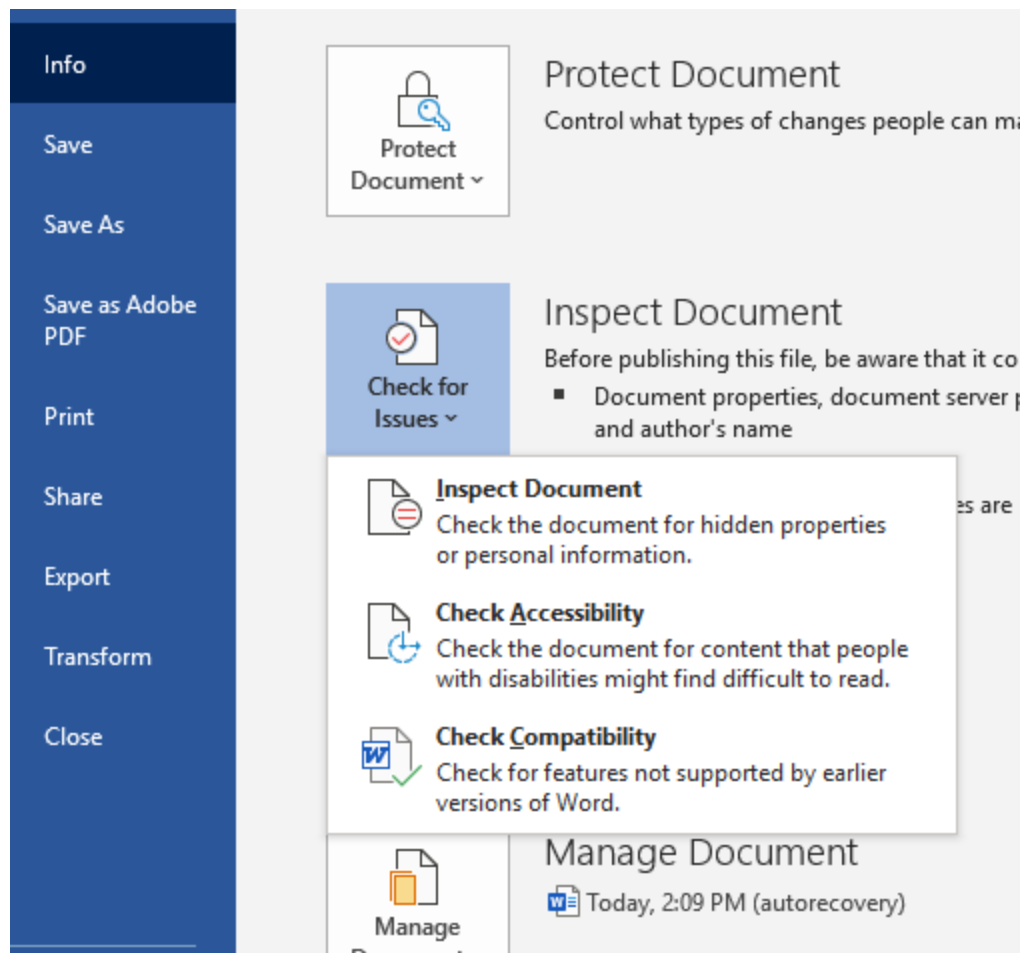 Info
Save
Save As
Save as Adobe
PDF
Print
Share
Export
Transform
Close
Protect
Document
Protect Document
Control what types of changes people can
Check for
Issues
Inspect Document
Before publishing this file, be aware that it
Document properties, document server
and author's name
are
Inspect Document
Check the document for hidden properties
or personal information.
Check Accessibility
Check the document for content that people
with disabilities might find difficult to read.
Check Compatibility
Check for features not supported by earlier
versions of Word.
Manage
Manage Document
Today, 2:09 PM (autorecovery)